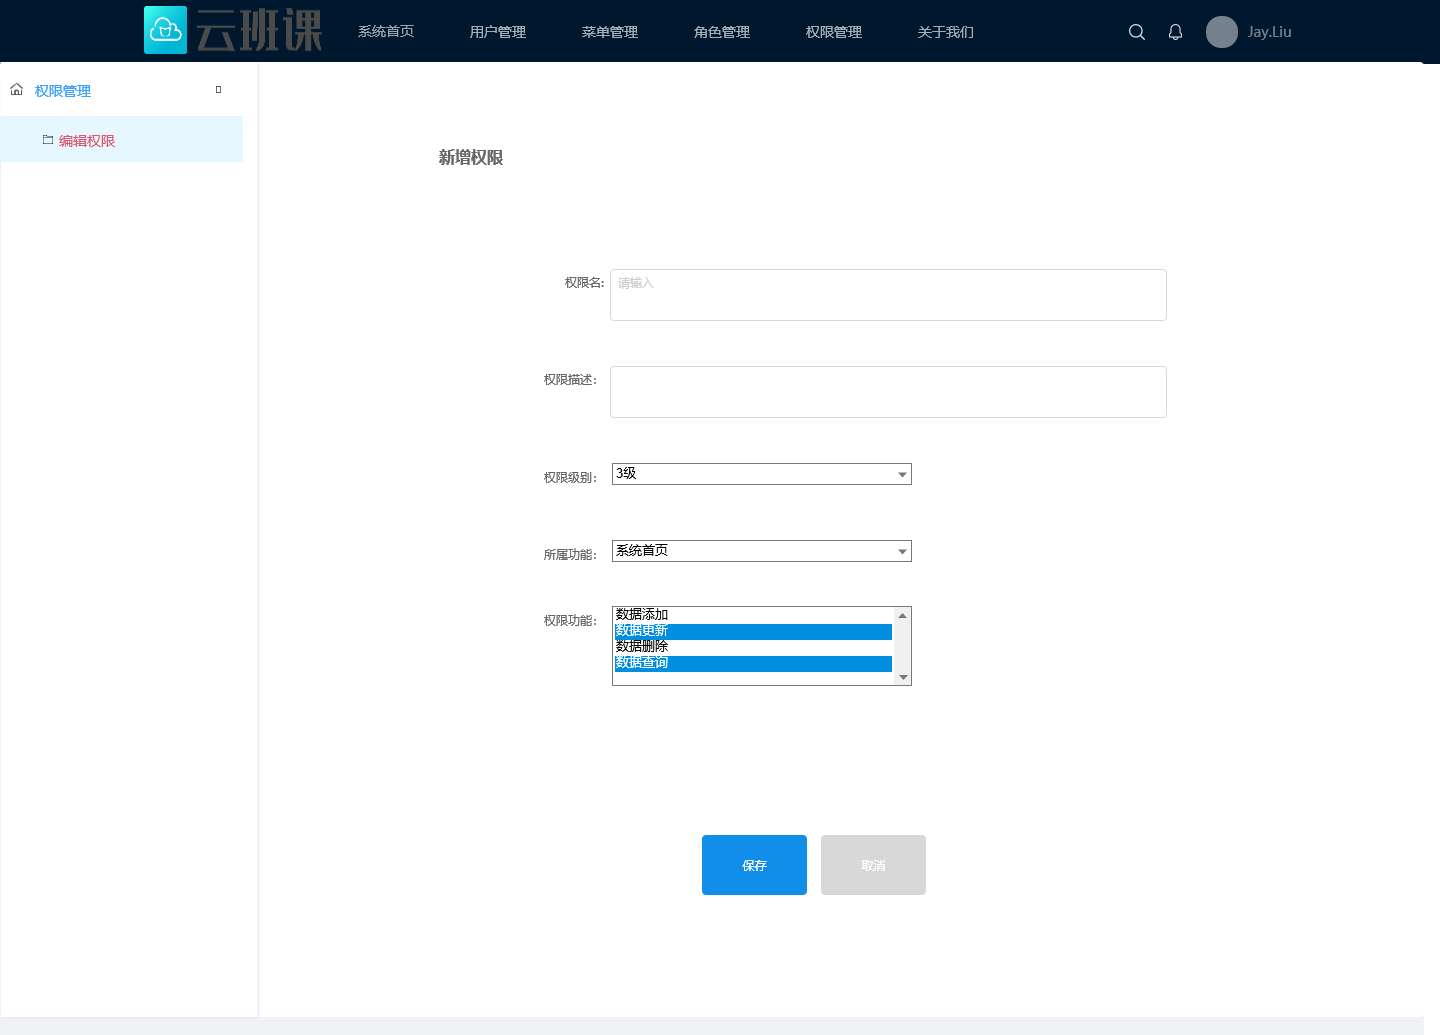 云班课 系统首页 用户管理 菜单管理 角色管理 权限管理 关于我们 Jay.Liu
权限管理
编辑权限
新增权限
权限名: 请输入
权限描述:
权限级别: 3级
所属功能: 系统首页
权限功能: 数据添加
数据更新
数据删除
数据查询
保存 取消